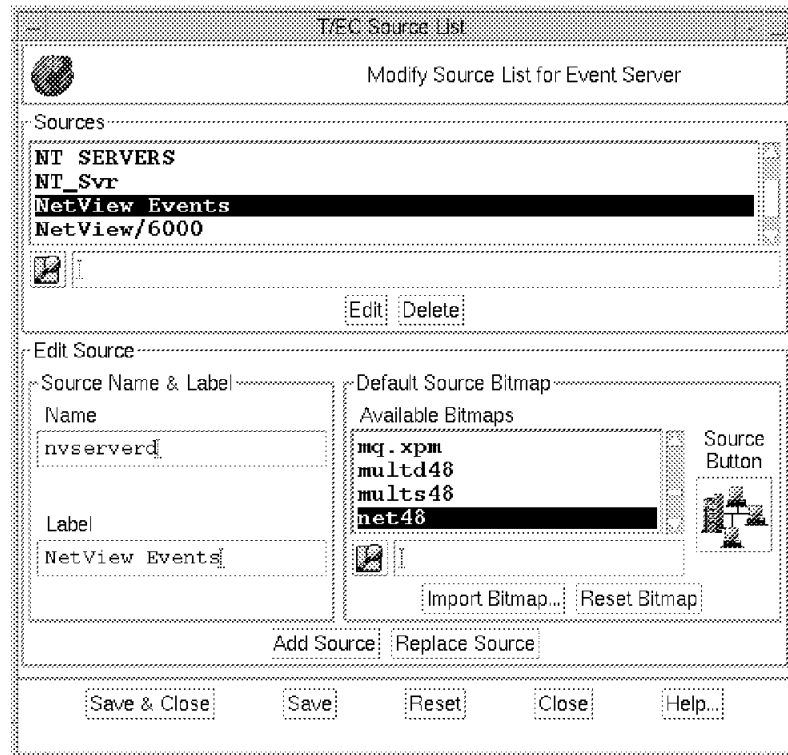 T/EC Source List
Modify Source List for Event Server
Sources
NT SERVERS
NT_Svr
NetView Events
NetView/6000
Edit Delete
Edit Source
Source Name & Label
Name
nvserverd
Label
NetView Events
Default Source Bitmap
Available Bitmaps
mq.xpm
multd48
mults48
net48
Source
Button
Import Bitmap... Reset Bitmap
Add Source Replace Source
Save & Close Save Reset Close Help...